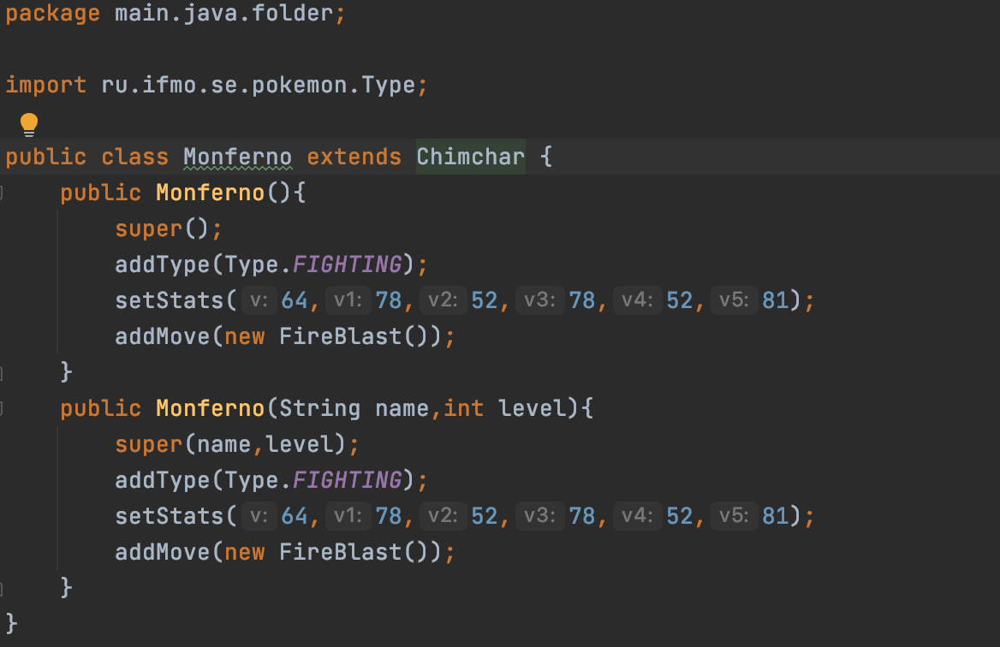 package main.java.folder;
import ru.ifmo.se.pokemon.Type;
public class Monferno extends Chimchar {
public Monferno(){
super();
addType(Type.FIGHTING);
setStats( v: 64, v1: 78, v2: 52, v3: 78, v4: 52, v5: 81);
addMove(new FireBlast());
}
public Monferno(String name,int level){
super(name,level);
addType(Type.FIGHTING);
setStats( v: 64, v1: 78, v2: 52, v3: 78, v4: 52, v5: 81);
addMove(new FireBlast());
}
}